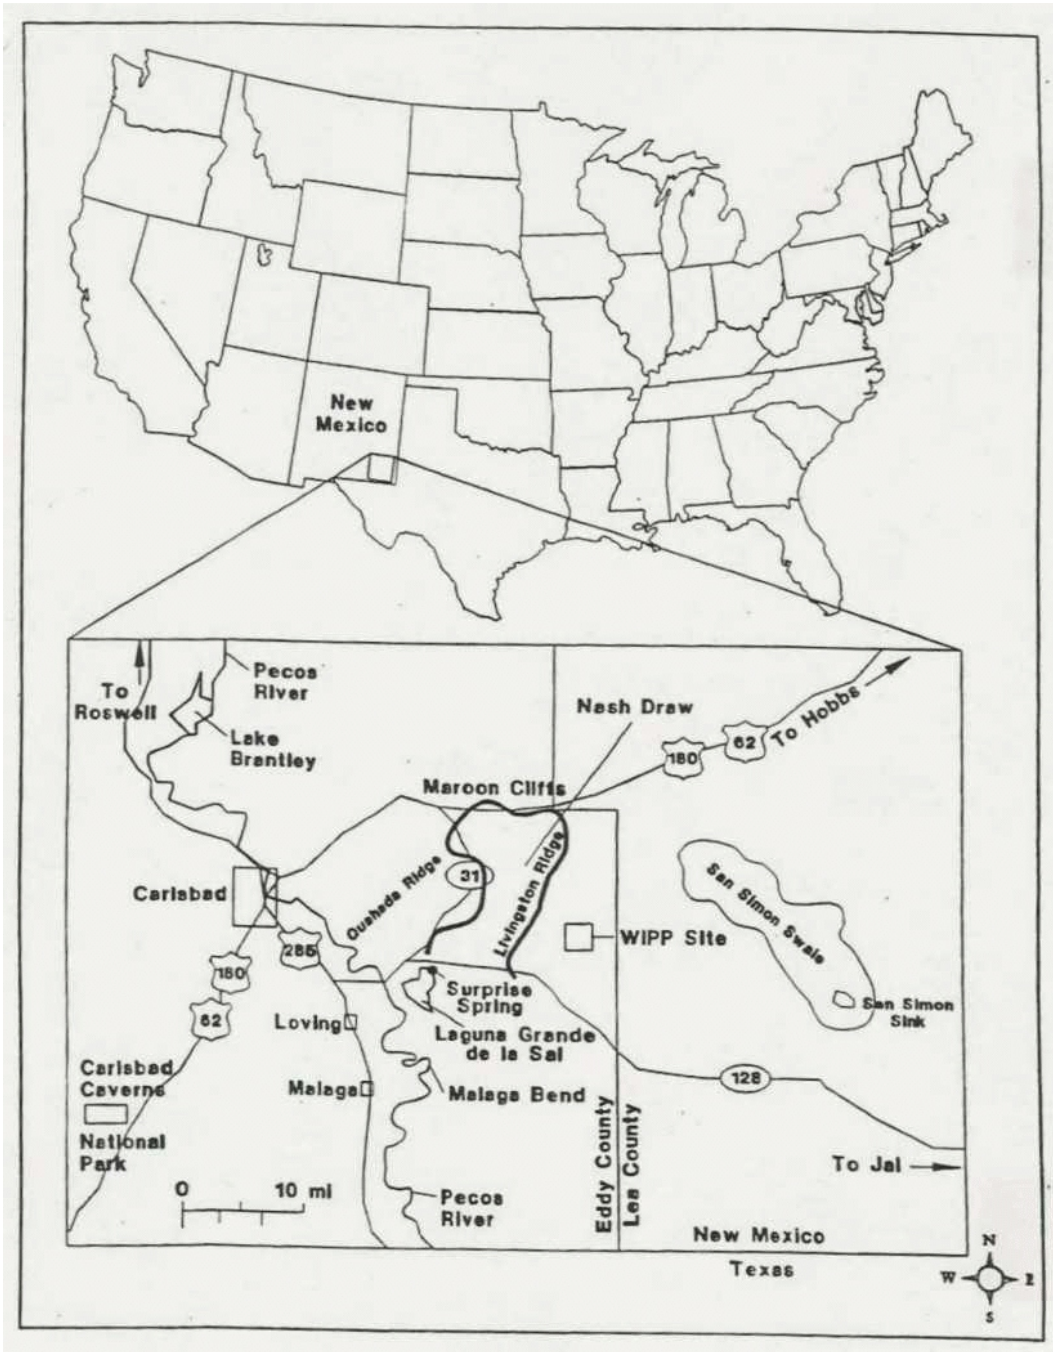 New
Mexico
Pecos
River
To
Roswell
Lake
Brantley
Nash Draw
To Hobbs
62
180
Maroon Cliffs
Quahada Ridge
31
Livingston Ridge
San Simon Swale
Carlsbad
285
WIPP Site
180
62
Surprise
Spring
San Simon
Sink
Loving
Laguna Grande
de la Sal
Carlsbad
Caverns
National
Park
Malaga
Malaga Bend
128
Eddy County
Lea County
To Jal
0
10 mi
Pecos
River
New Mexico
Texas
N
W
E
S